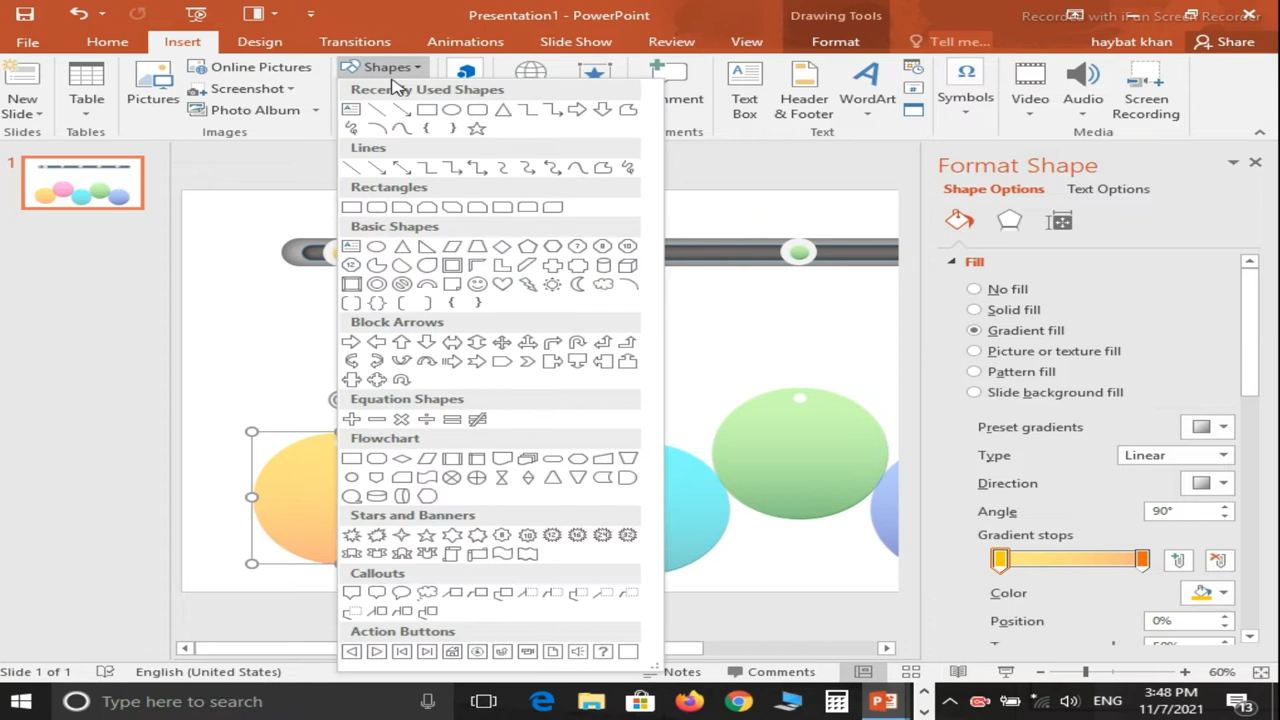 Presentation1 - PowerPoint
Drawing Tools
Recorded with iFun Screen Recorder
File Home Insert Design Transitions Animations Slide Show Review View Format Tell me... haybat khan Share
New Slide
Slides
Table
Tables
Pictures
Online Pictures
Screenshot
Photo Album
Images
Shapes
Text Box
Header & Footer
WordArt
Text
Symbols
Video
Audio
Screen Recording
Media
Recently Used Shapes
Lines
Rectangles
Basic Shapes
Block Arrows
Equation Shapes
Flowchart
Stars and Banners
Callouts
Action Buttons
1
Format Shape
Shape Options Text Options
Fill
No fill
Solid fill
Gradient fill
Picture or texture fill
Pattern fill
Slide background fill
Preset gradients
Type Linear
Direction
Angle 90°
Gradient stops
Color
Position 0%
Slide 1 of 1 English (United States) Notes Comments 60%
Type here to search
ENG
3:48 PM
11/7/2021
13